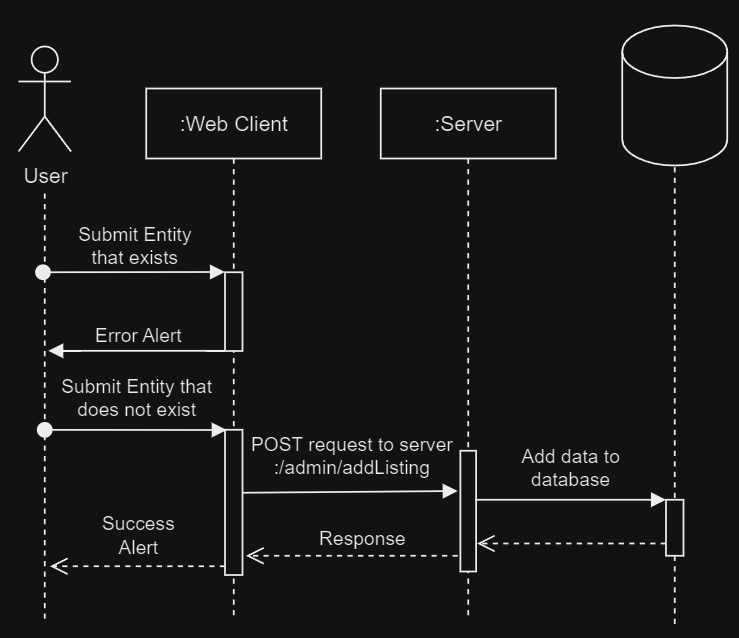 :Web Client
:Server
User
Submit Entity
that exists
Error Alert
Submit Entity that
does not exist
POST request to server
:/admin/addListing
Add data to
database
Success
Alert
Response